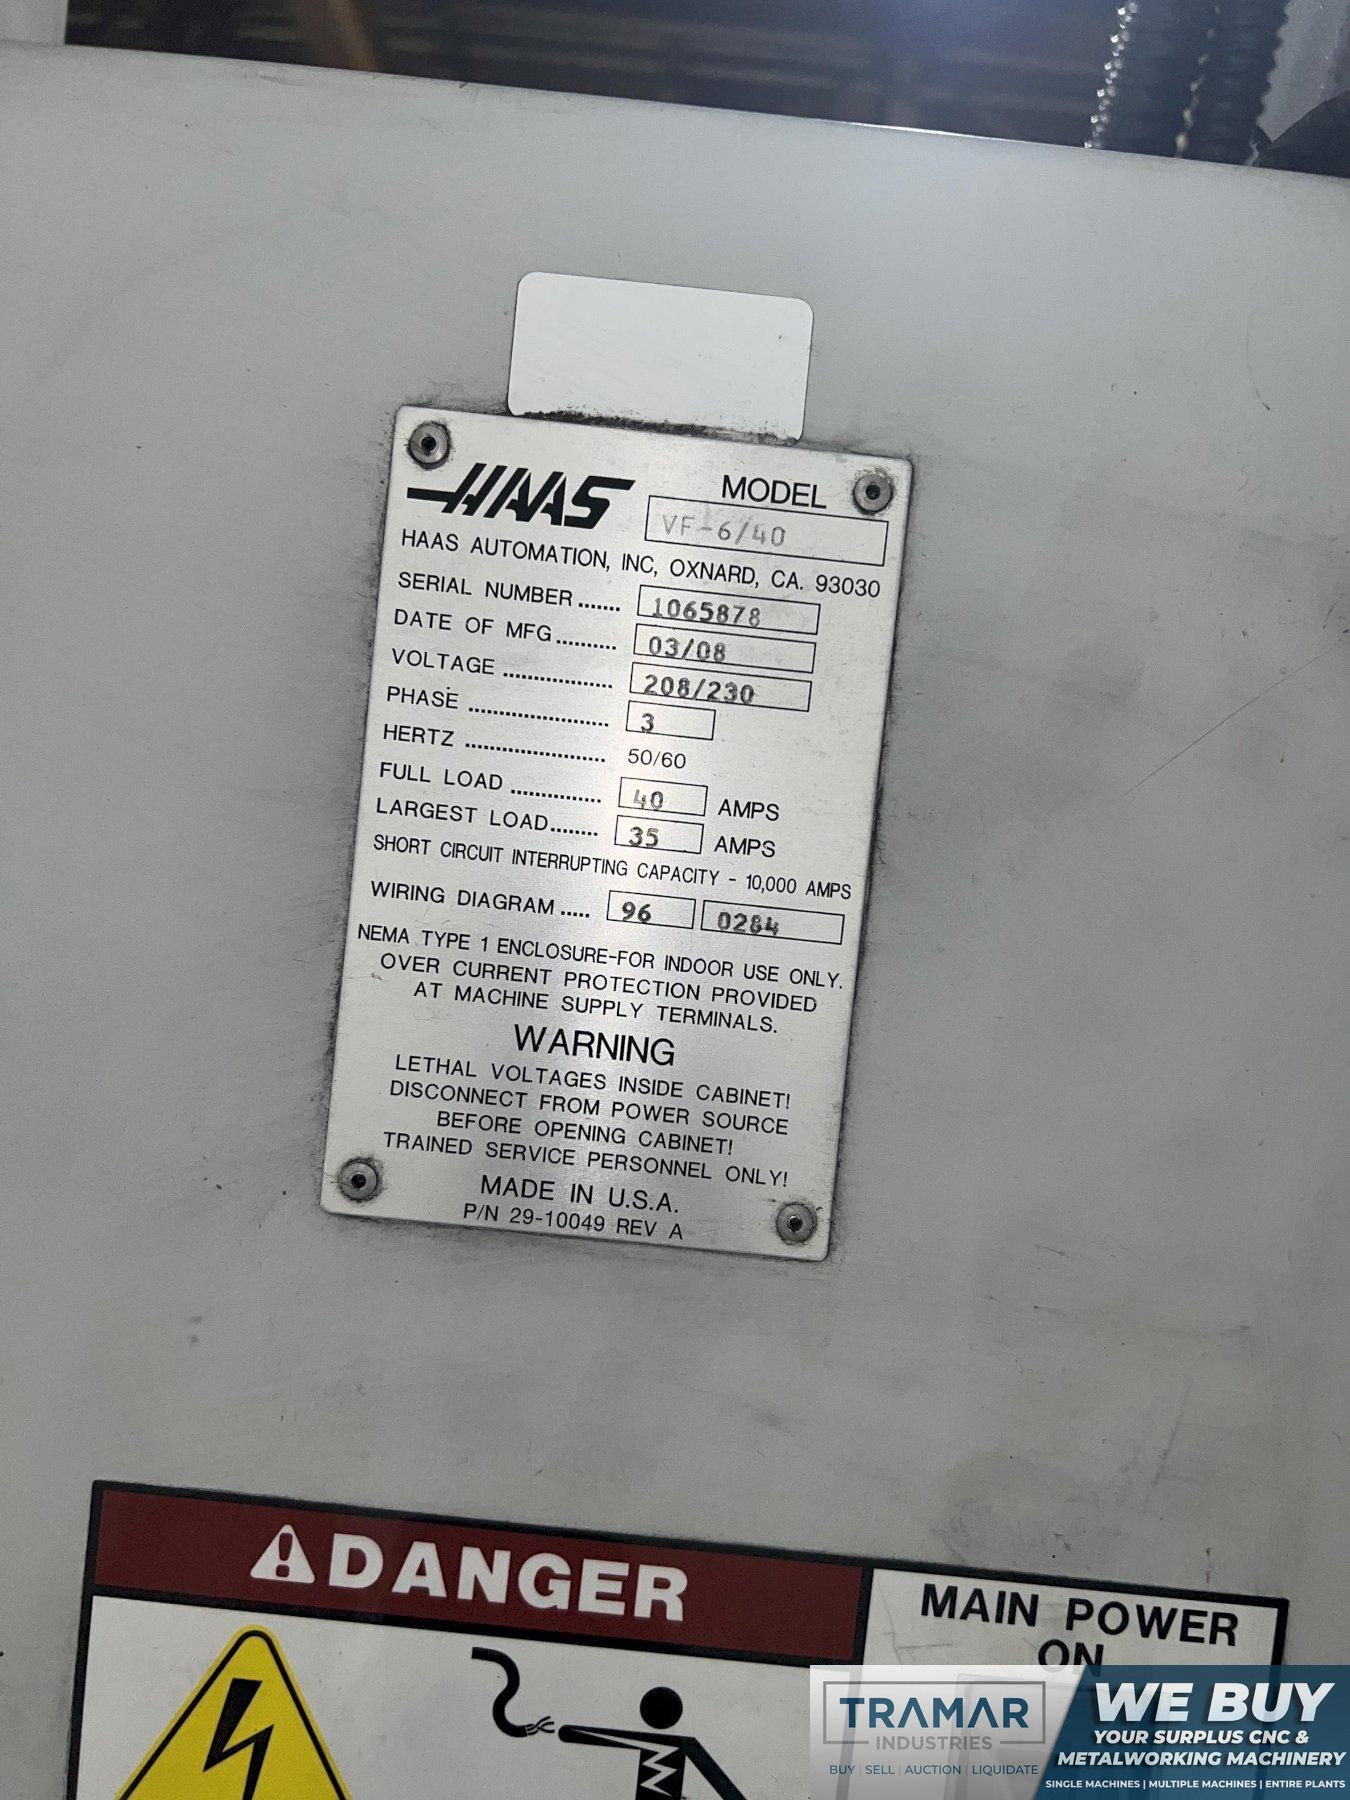 HAAS
MODEL
VF-6/40
HAAS AUTOMATION, INC, OXNARD, CA. 93030
SERIAL NUMBER ....... 1065878
DATE OF MFG .......... 03/08
VOLTAGE .................. 208/230
PHASE ....................... 3
HERTZ ....................... 50/60
FULL LOAD ............... 40 AMPS
LARGEST LOAD........ 35 AMPS
SHORT CIRCUIT INTERRUPTING CAPACITY - 10,000 AMPS
WIRING DIAGRAM ..... 96 0284
NEMA TYPE 1 ENCLOSURE-FOR INDOOR USE ONLY.
OVER CURRENT PROTECTION PROVIDED
AT MACHINE SUPPLY TERMINALS.
WARNING
LETHAL VOLTAGES INSIDE CABINET!
DISCONNECT FROM POWER SOURCE
BEFORE OPENING CABINET!
TRAINED SERVICE PERSONNEL ONLY!
MADE IN U.S.A.
P/N 29-10049 REV A
DANGER
MAIN POWER
ON
TRAMAR
INDUSTRIES
BUY | SELL | AUCTION | LIQUIDATE
WE BUY
YOUR SURPLUS CNC &
METALWORKING MACHINERY
SINGLE MACHINES | MULTIPLE MACHINES | ENTIRE PLANTS